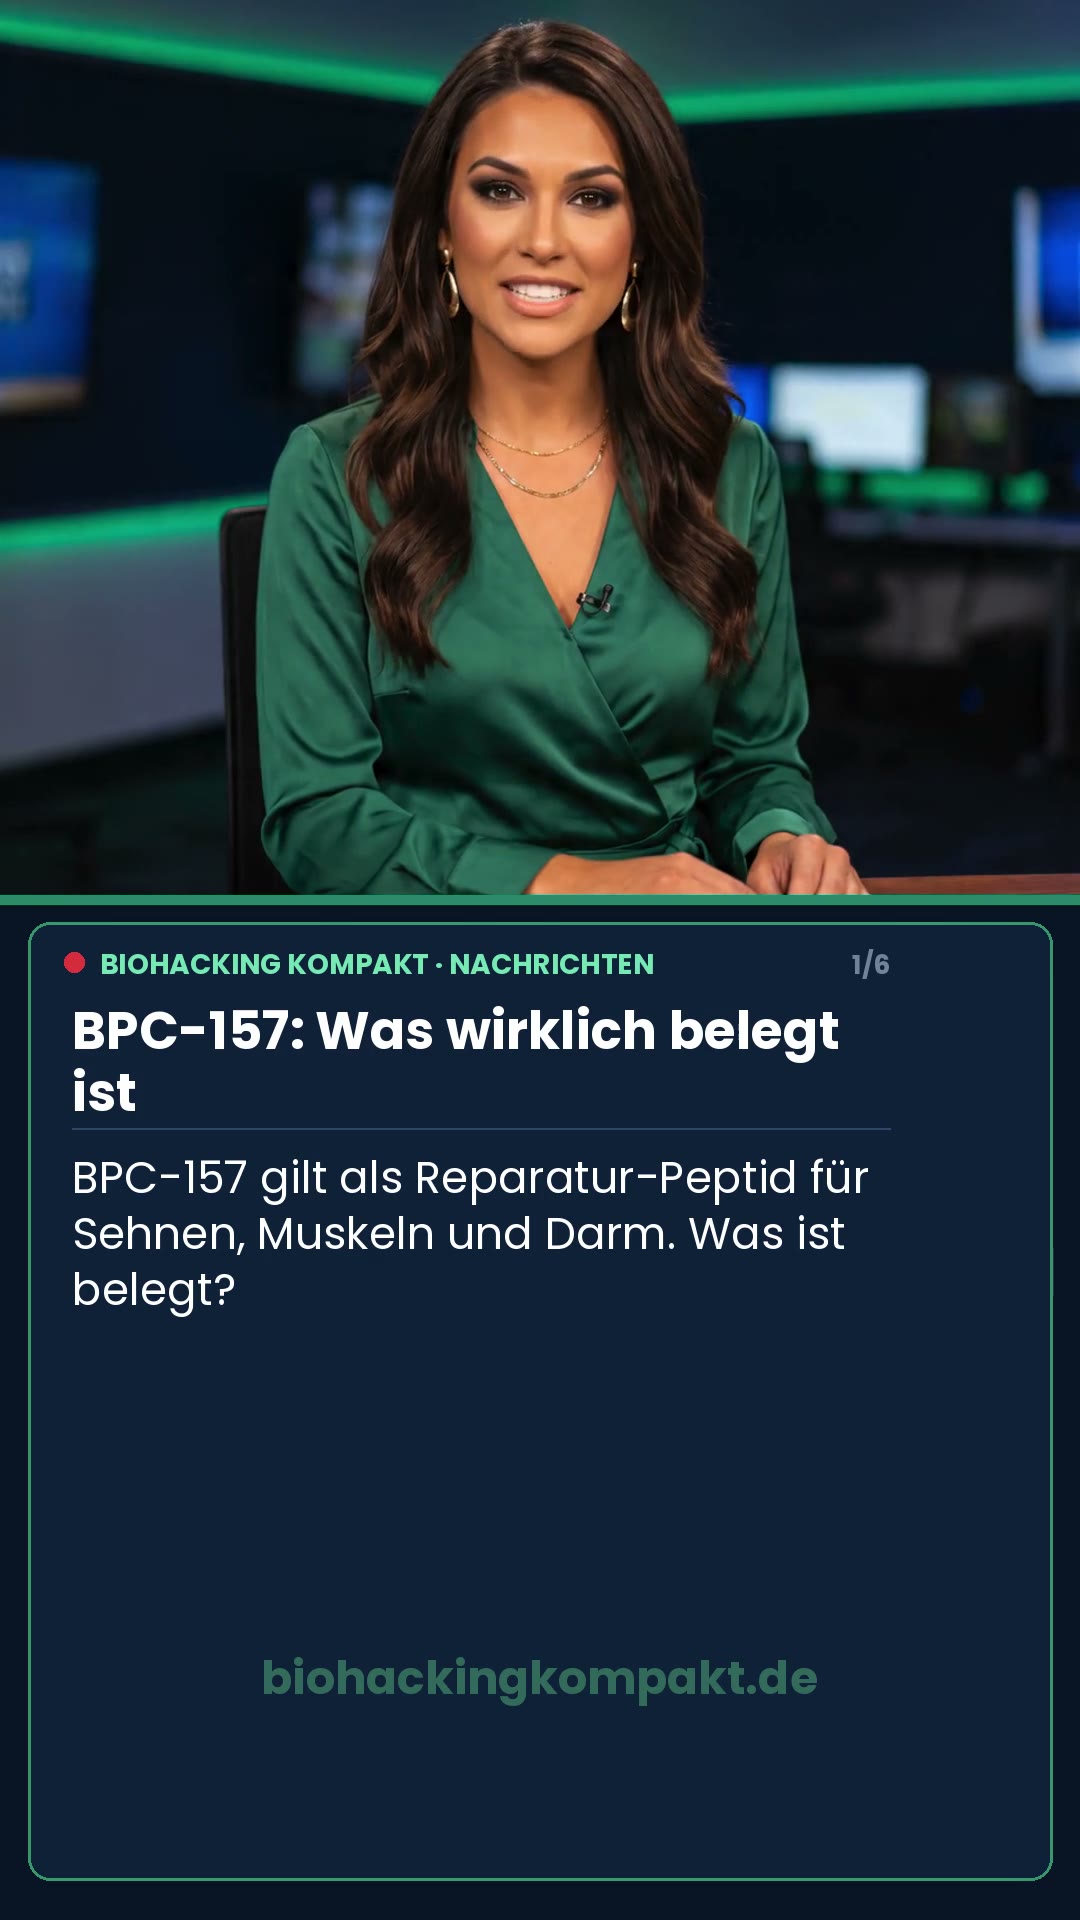 BIOHACKING KOMPAKT · NACHRICHTEN
1/6
BPC-157: Was wirklich belegt
ist
BPC-157 gilt als Reparatur-Peptid für
Sehnen, Muskeln und Darm. Was ist
belegt?
biohackingkompakt.de